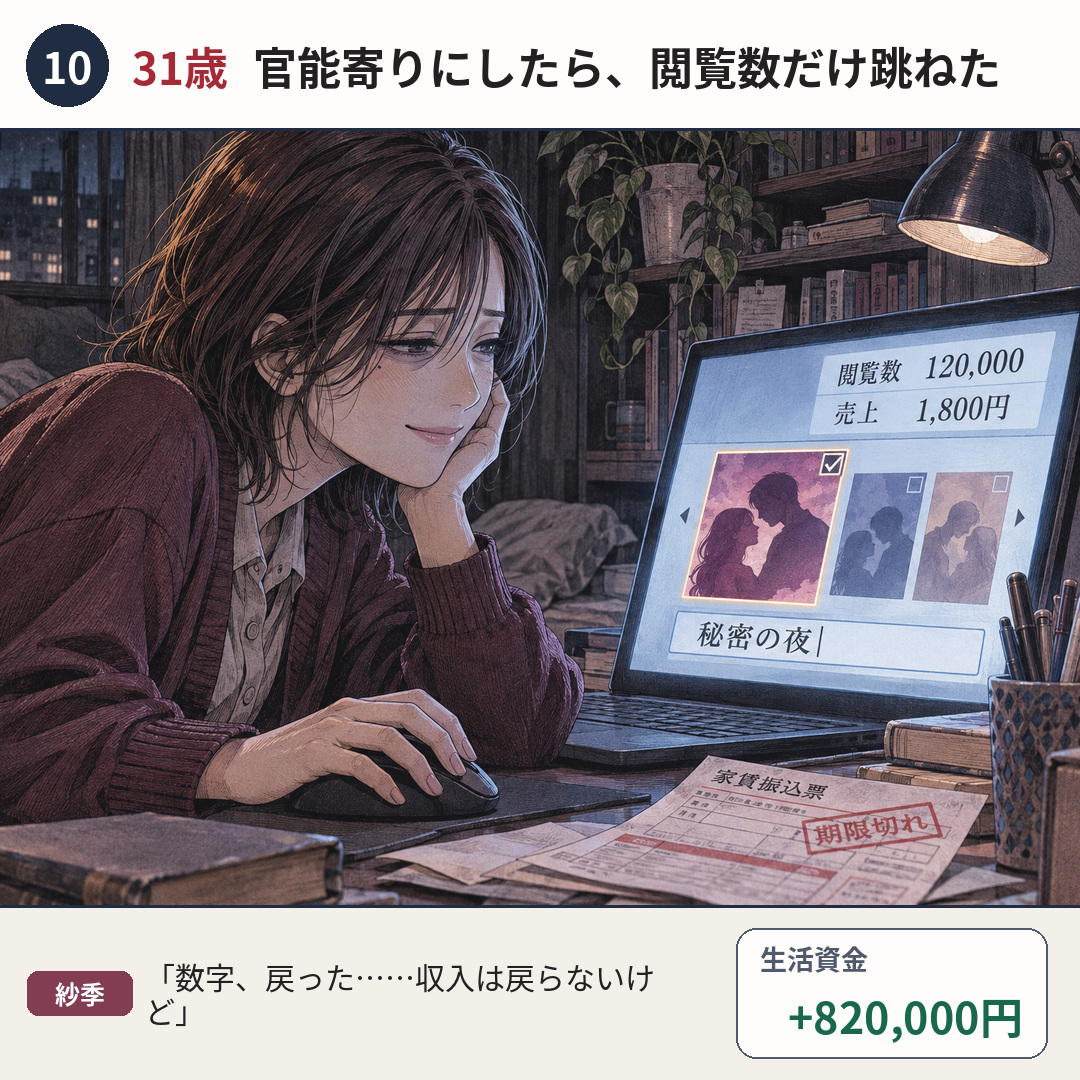 10 31歳 官能寄りにしたら、閲覧数だけ跳ねた
閲覧数 120,000
売上 1,800円
秘密の夜
家賃振込票
期限切れ
紗季
「数字、戻った……収入は戻らないけ
ど」
生活資金
+820,000円